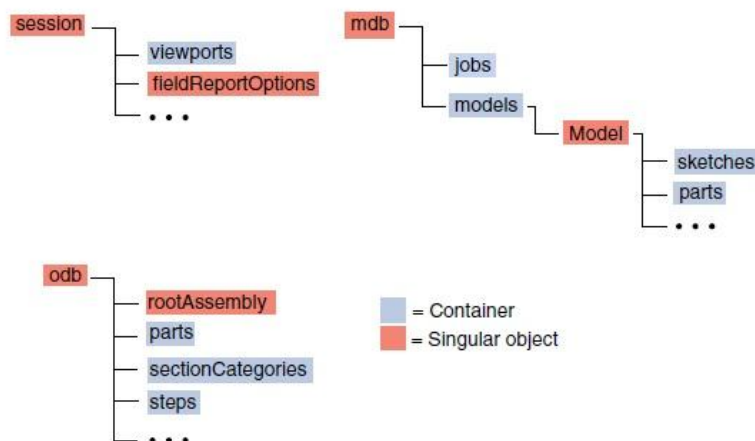 session
viewports
fieldReportOptions
• • •
mdb
jobs
models
Model
sketches
parts
• • •
odb
rootAssembly
parts
sectionCategories
steps
• • •
= Container
= Singular object